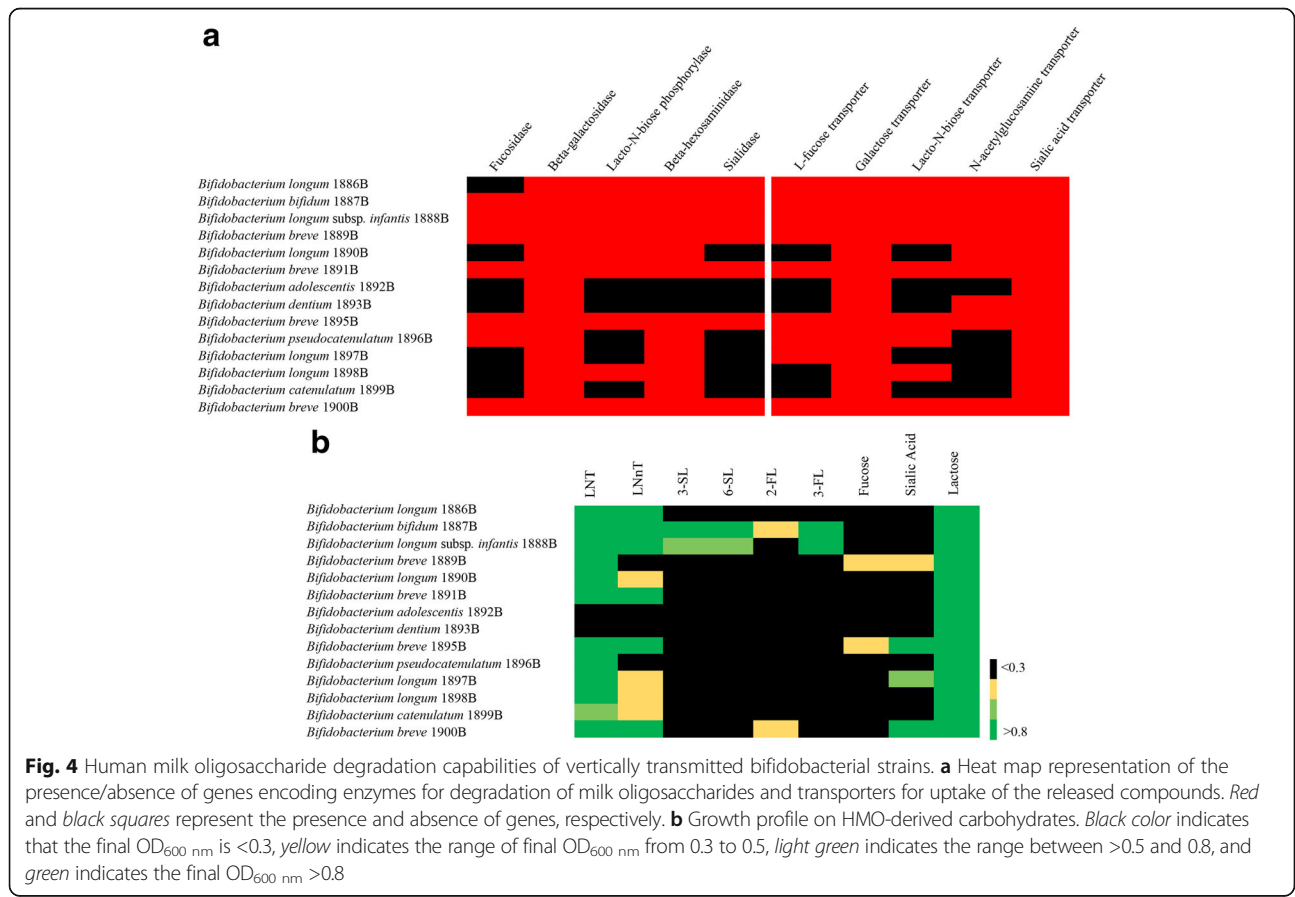 a
Fucosidase
Beta-galactosidase
Lacto-N-biose phosphorylase
Beta-hexosaminidase
Sialidase
L-fucose transporter
Galactose transporter
Lacto-N-biose transporter
N-acetylglucosamine transporter
Sialic acid transporter
Bifidobacterium longum 1886B
Bifidobacterium bifidum 1887B
Bifidobacterium longum subsp. infantis 1888B
Bifidobacterium breve 1889B
Bifidobacterium longum 1890B
Bifidobacterium breve 1891B
Bifidobacterium adolescentis 1892B
Bifidobacterium dentium 1893B
Bifidobacterium breve 1895B
Bifidobacterium pseudocatenulatum 1896B
Bifidobacterium longum 1897B
Bifidobacterium longum 1898B
Bifidobacterium catenulatum 1899B
Bifidobacterium breve 1900B
b
LNT
LNnT
3-SL
6-SL
2-FL
3-FL
Fucose
Sialic Acid
Lactose
Bifidobacterium longum 1886B
Bifidobacterium bifidum 1887B
Bifidobacterium longum subsp. infantis 1888B
Bifidobacterium breve 1889B
Bifidobacterium longum 1890B
Bifidobacterium breve 1891B
Bifidobacterium adolescentis 1892B
Bifidobacterium dentium 1893B
Bifidobacterium breve 1895B
Bifidobacterium pseudocatenulatum 1896B
Bifidobacterium longum 1897B
Bifidobacterium longum 1898B
Bifidobacterium catenulatum 1899B
Bifidobacterium breve 1900B
<0.3
>0.8
Fig. 4 Human milk oligosaccharide degradation capabilities of vertically transmitted bifidobacterial strains. a Heat map representation of the
presence/absence of genes encoding enzymes for degradation of milk oligosaccharides and transporters for uptake of the released compounds. Red
and black squares represent the presence and absence of genes, respectively. b Growth profile on HMO-derived carbohydrates. Black color indicates
that the final OD600 nm is <0.3, yellow indicates the range of final OD600 nm from 0.3 to 0.5, light green indicates the range between >0.5 and 0.8, and
green indicates the final OD600 nm >0.8